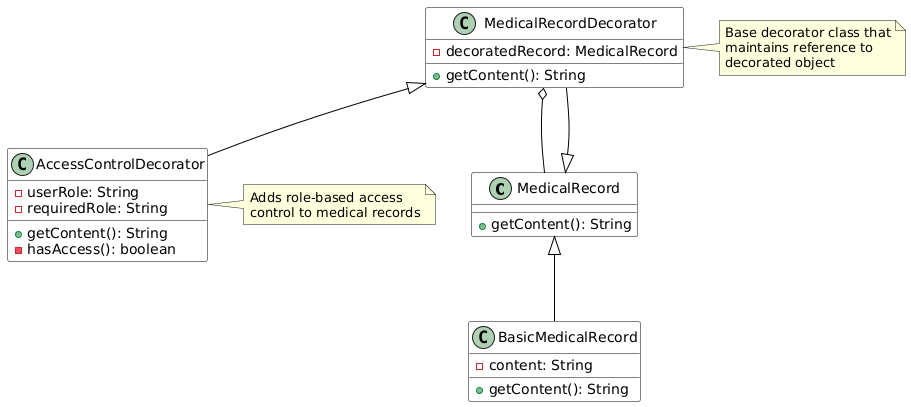 C MedicalRecordDecorator
decoratedRecord: MedicalRecord
getContent(): String
Base decorator class that
maintains reference to
decorated object
C AccessControlDecorator
userRole: String
requiredRole: String
getContent(): String
hasAccess(): boolean
Adds role-based access
control to medical records
C MedicalRecord
getContent(): String
C BasicMedicalRecord
content: String
getContent(): String